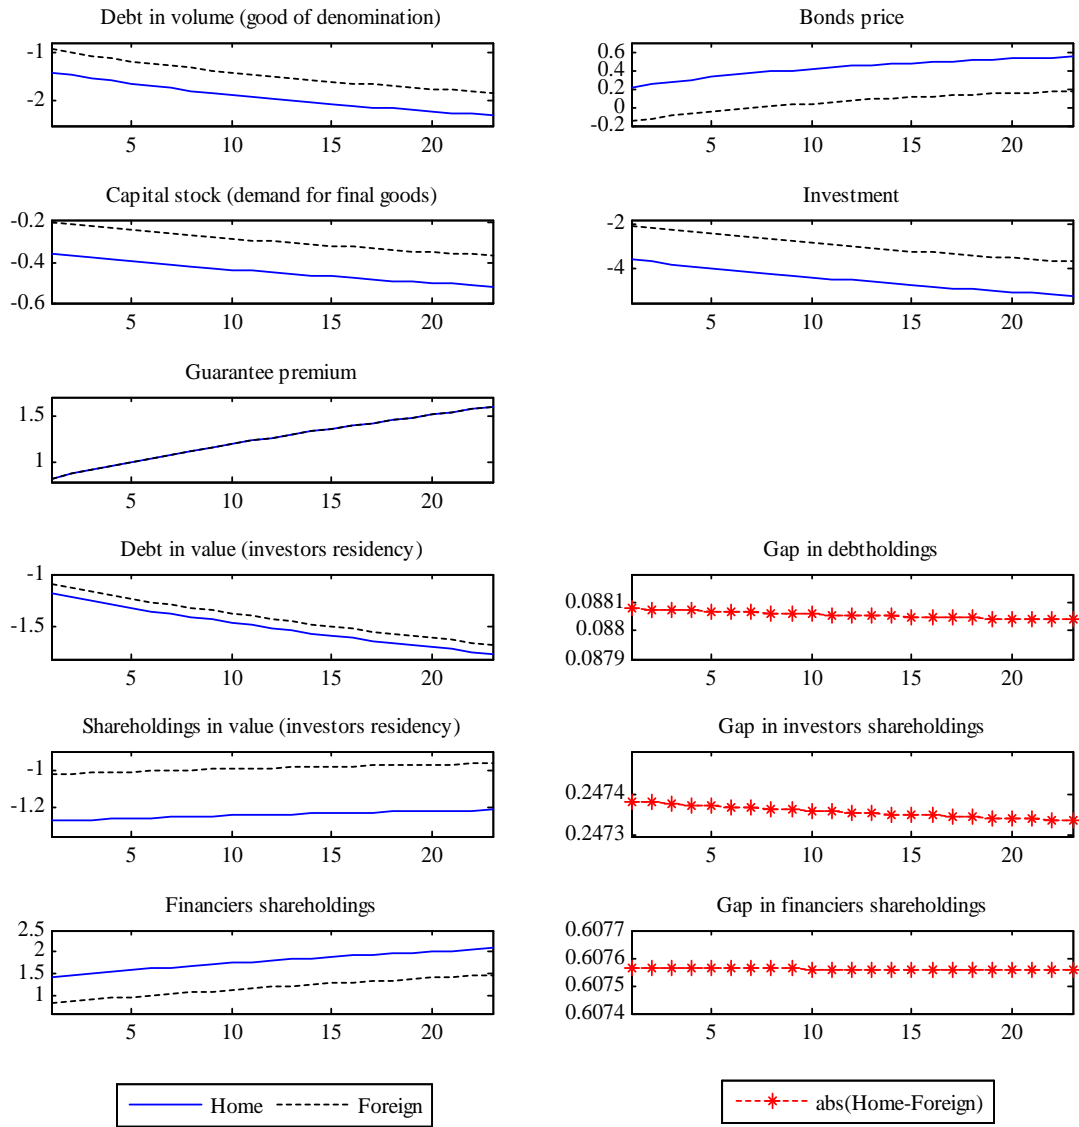 Debt in volume (good of denomination)
-1
-2
5 10 15 20
Bonds price
0.6
0.4
0.2
0
-0.2
5 10 15 20
Capital stock (demand for final goods)
-0.2
-0.4
-0.6
5 10 15 20
Investment
-2
-4
5 10 15 20
Guarantee premium
1.5
1
5 10 15 20
Debt in value (investors residency)
-1
-1.5
5 10 15 20
Gap in debtholdings
0.0881
0.088
0.0879
5 10 15 20
Shareholdings in value (investors residency)
-1
-1.2
5 10 15 20
Gap in investors shareholdings
0.2474
0.2473
5 10 15 20
Financiers shareholdings
2.5
2
1.5
1
5 10 15 20
Gap in financiers shareholdings
0.6077
0.6076
0.6075
0.6074
5 10 15 20
Home Foreign
abs(Home-Foreign)